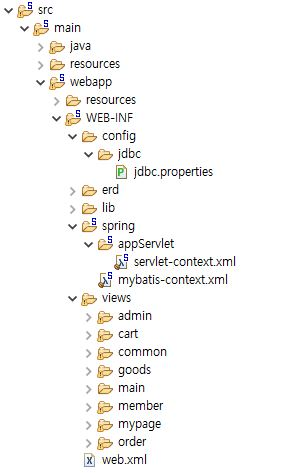 src
main
java
resources
webapp
resources
WEB-INF
config
jdbc
jdbc.properties
erd
lib
spring
appServlet
servlet-context.xml
mybatis-context.xml
views
admin
cart
common
goods
main
member
mypage
order
web.xml